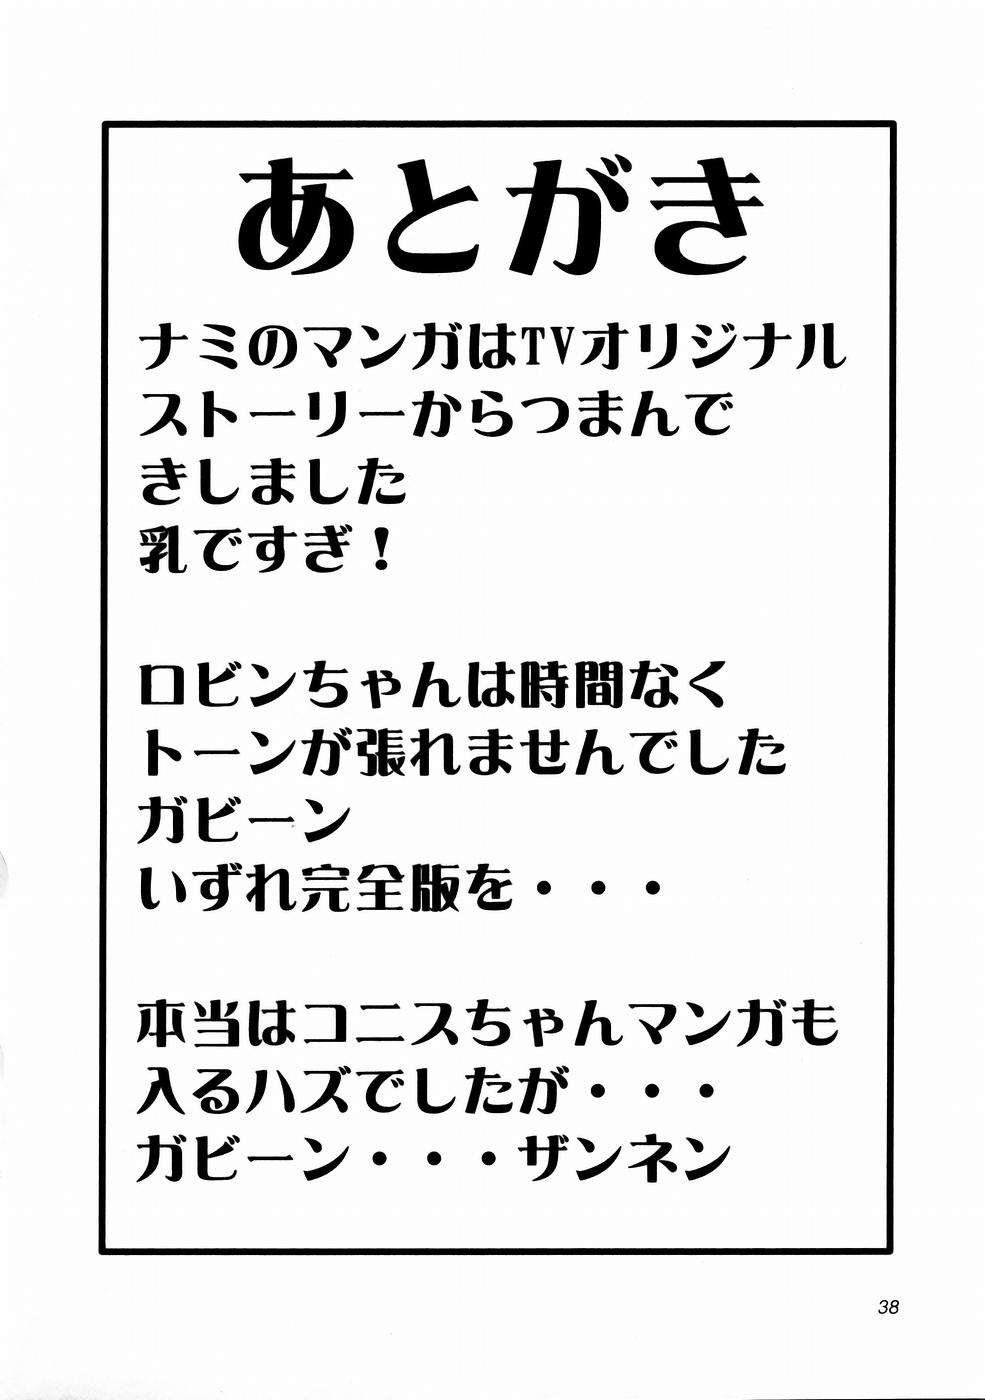 あとがき
ナミのマンガはTVオリジナル
ストーリーからつまんで
きしました
乳ですぎ！
ロビンちゃんは時間なく
トーンが張れませんでした
ガビーン
いずれ完全版を・・・
本当はコニスちゃんマンガも
入るハズでしたが・・・
ガビーン・・・ザンネン
38